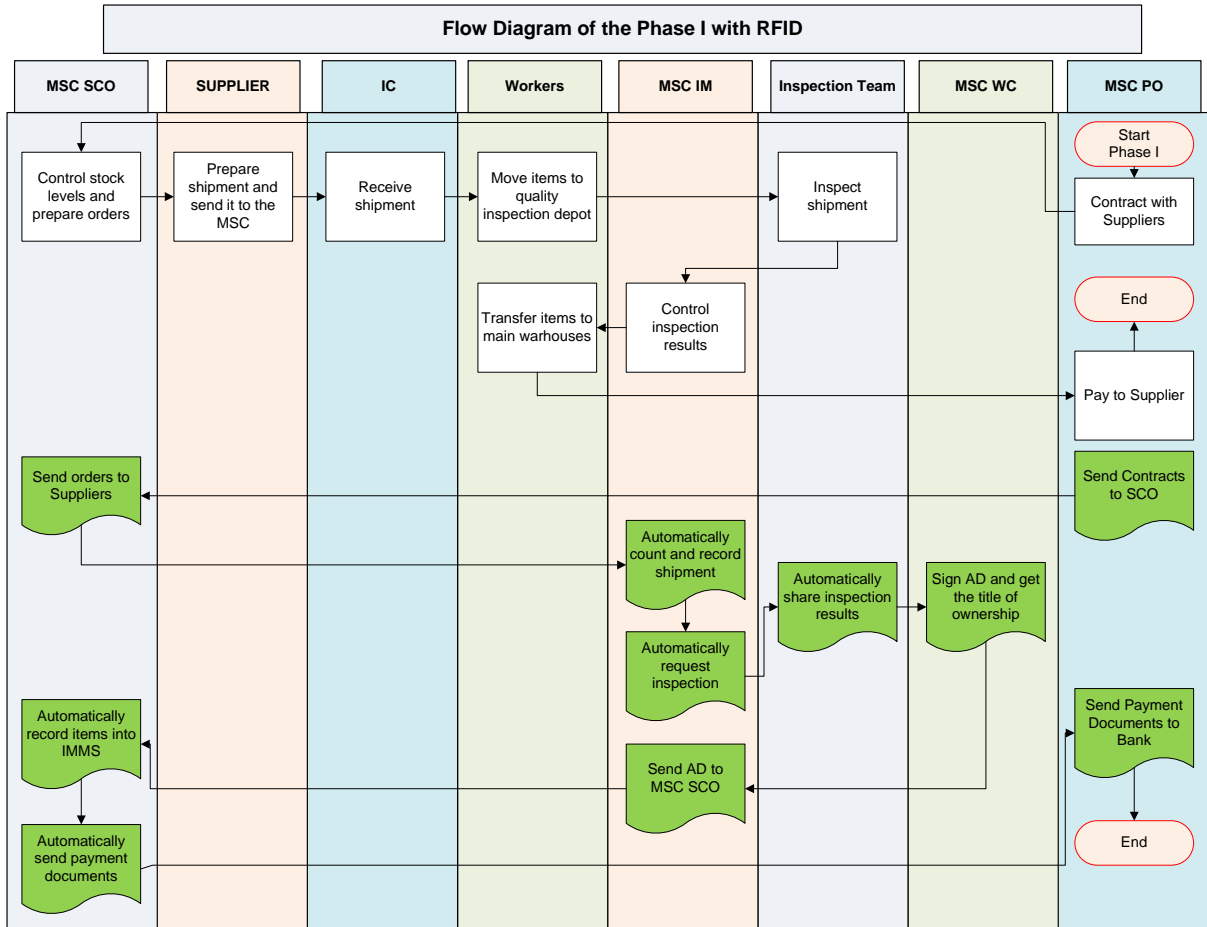 Flow Diagram of the Phase I with RFID
MSC SCO
SUPPLIER
IC
Workers
MSC IM
Inspection Team
MSC WC
MSC PO
Start
Phase I
Control stock
levels and
prepare orders
Prepare
shipment and
send it to the
MSC
Receive
shipment
Move items to
quality
inspection depot
Inspect
shipment
Contract with
Suppliers
Transfer items to
main warhouses
Control
inspection
results
End
Pay to Supplier
Send orders to
Suppliers
Send Contracts
to SCO
Automatically
count and record
shipment
Automatically
share inspection
results
Sign AD and get
the title of
ownership
Automatically
request
inspection
Automatically
record items into
IMMS
Send AD to
MSC SCO
Send Payment
Documents to
Bank
Automatically
send payment
documents
End